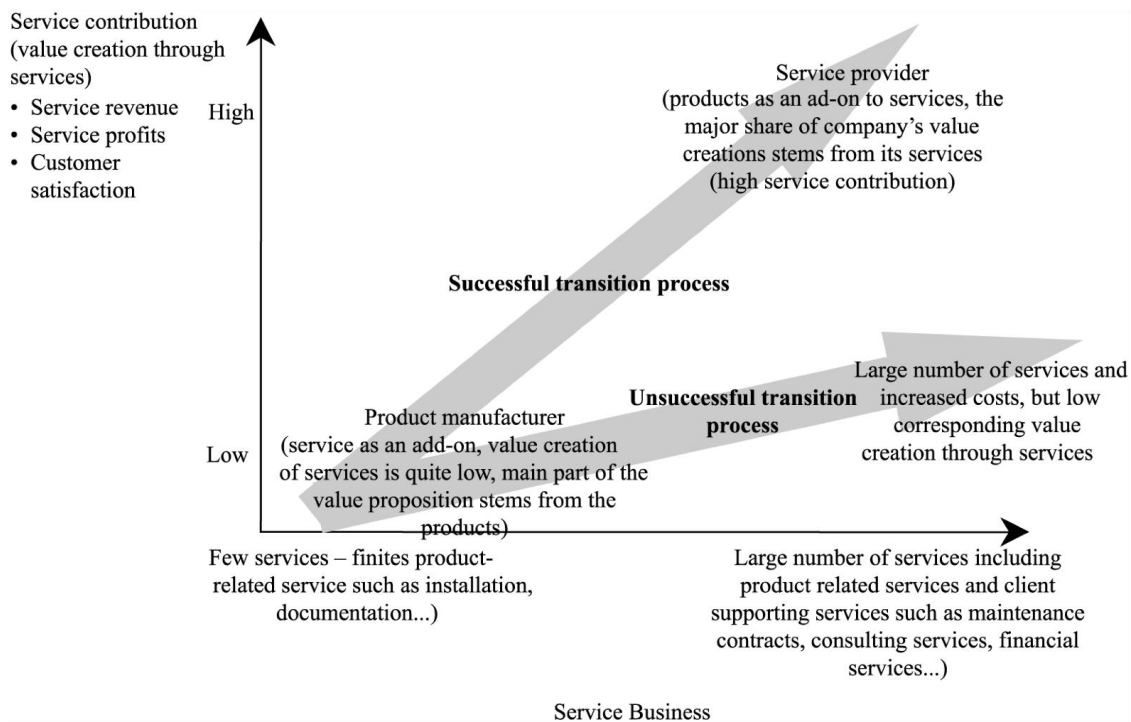 Service contribution
(value creation through
services)
• Service revenue
• Service profits
• Customer
satisfaction
High
Low
Service provider
(products as an ad-on to services, the
major share of company's value
creations stems from its services
(high service contribution)
Successful transition process
Unsuccessful transition
process
Large number of services and
increased costs, but low
corresponding value
creation through services
Product manufacturer
(service as an add-on, value creation
of services is quite low, main part of the
value proposition stems from the
products)
Few services – finites product-
related service such as installation,
documentation...)
Large number of services including
product related services and client
supporting services such as maintenance
contracts, consulting services, financial
services...)
Service Business